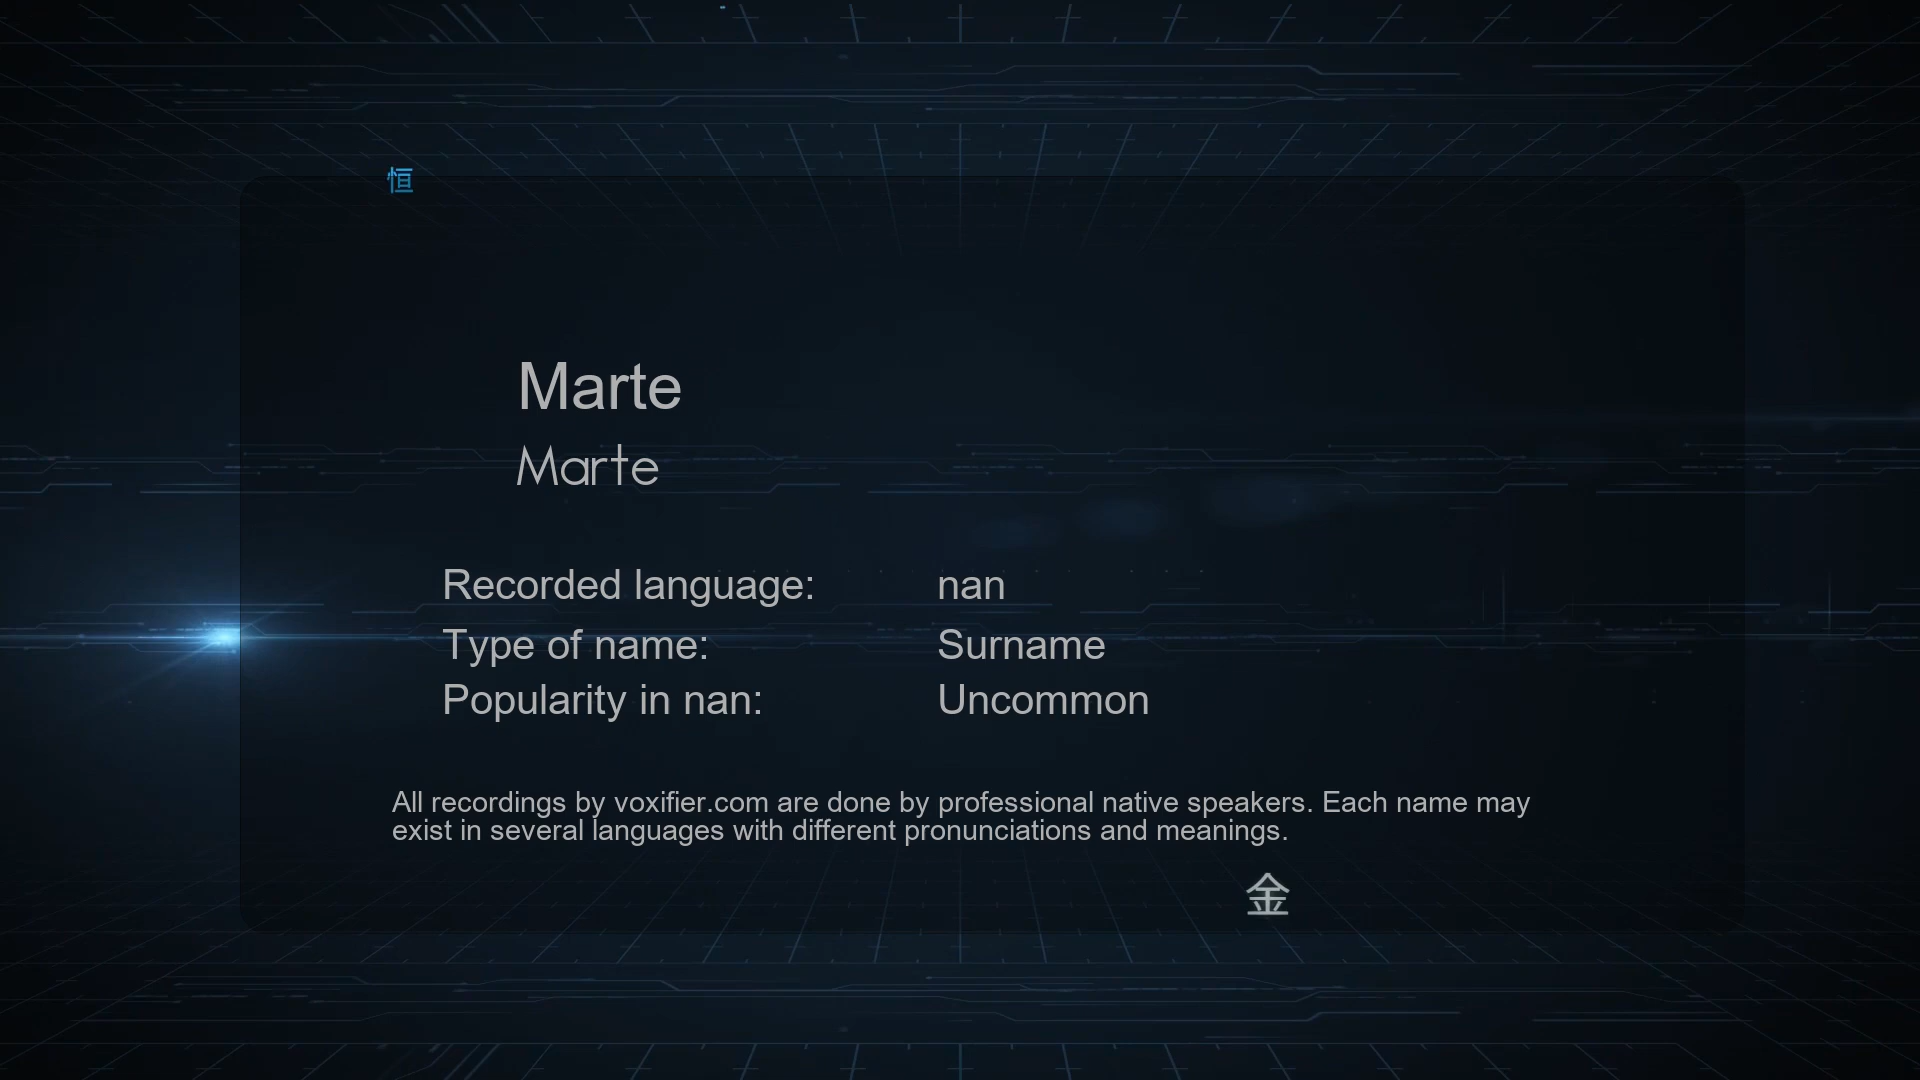 恒
Marte
Marte
Recorded language: nan
Type of name: Surname
Popularity in nan: Uncommon
All recordings by voxifier.com are done by professional native speakers. Each name may
exist in several languages with different pronunciations and meanings.
金